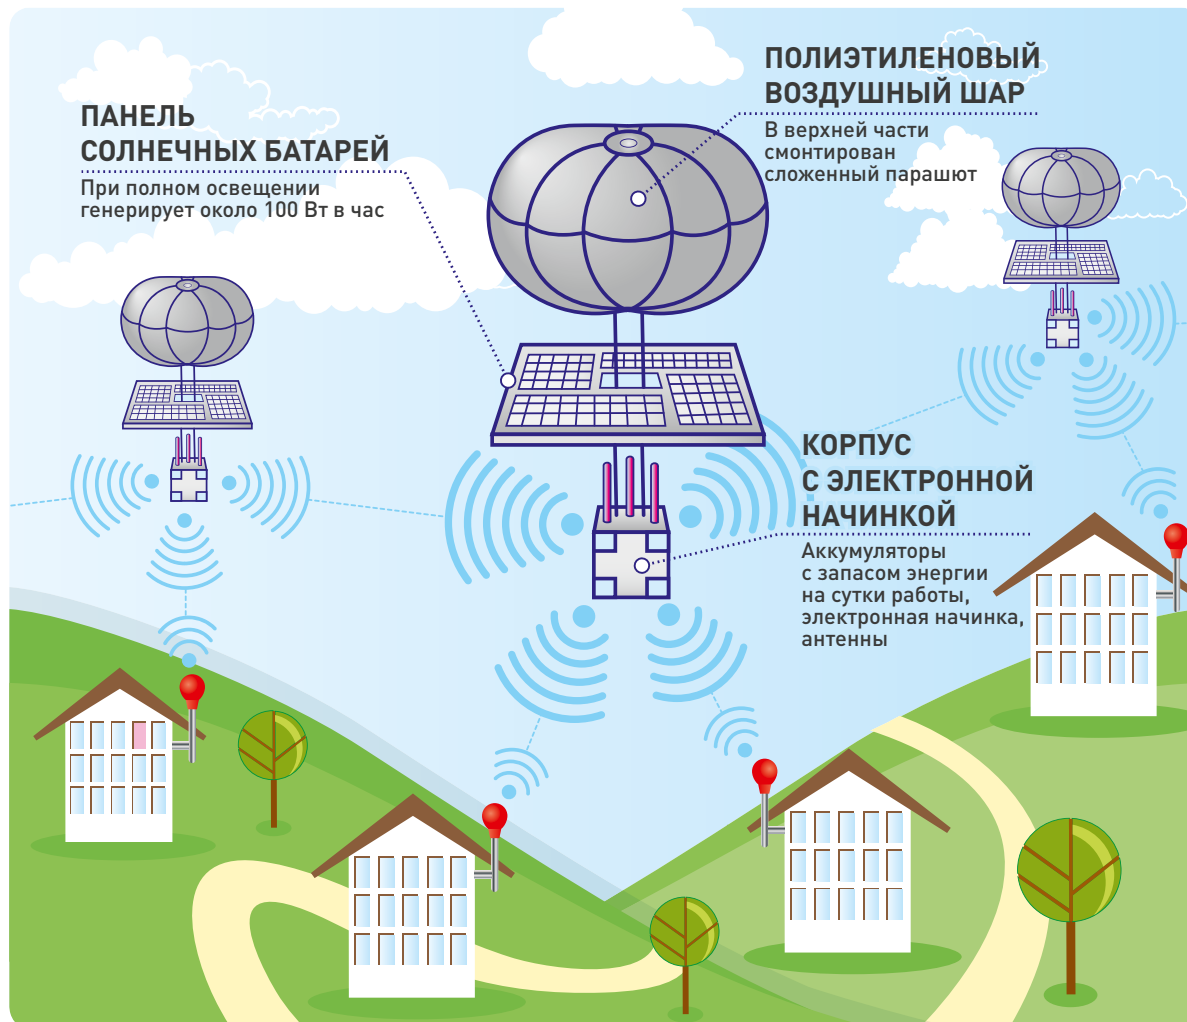 ПАНЕЛЬ
СОЛНЕЧНЫХ БАТАРЕЙ
При полном освещении
генерирует около 100 Вт в час
ПОЛИЭТИЛЕНОВЫЙ
ВОЗДУШНЫЙ ШАР
В верхней части
смонтирован
сложенный парашют
КОРПУС
С ЭЛЕКТРОННОЙ
НАЧИНКОЙ
Аккумуляторы
с запасом энергии
на сутки работы,
электронная начинка,
антенны